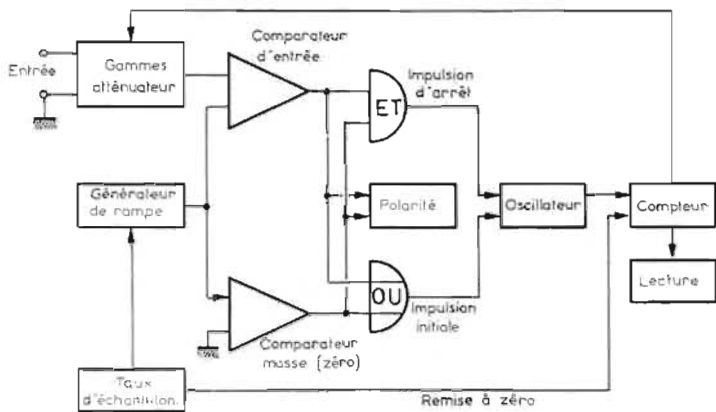 Comparateur
d'entrée
Entrée
Gammes
atténuateur
Impulsion
d'arrêt
ET
Générateur
de rampe
Polarité
Oscillateur
Compteur
OU
Impulsion
initiale
Lecture
Comparateur
masse (zéro)
Taux
d'échantillon.
Remise à zéro